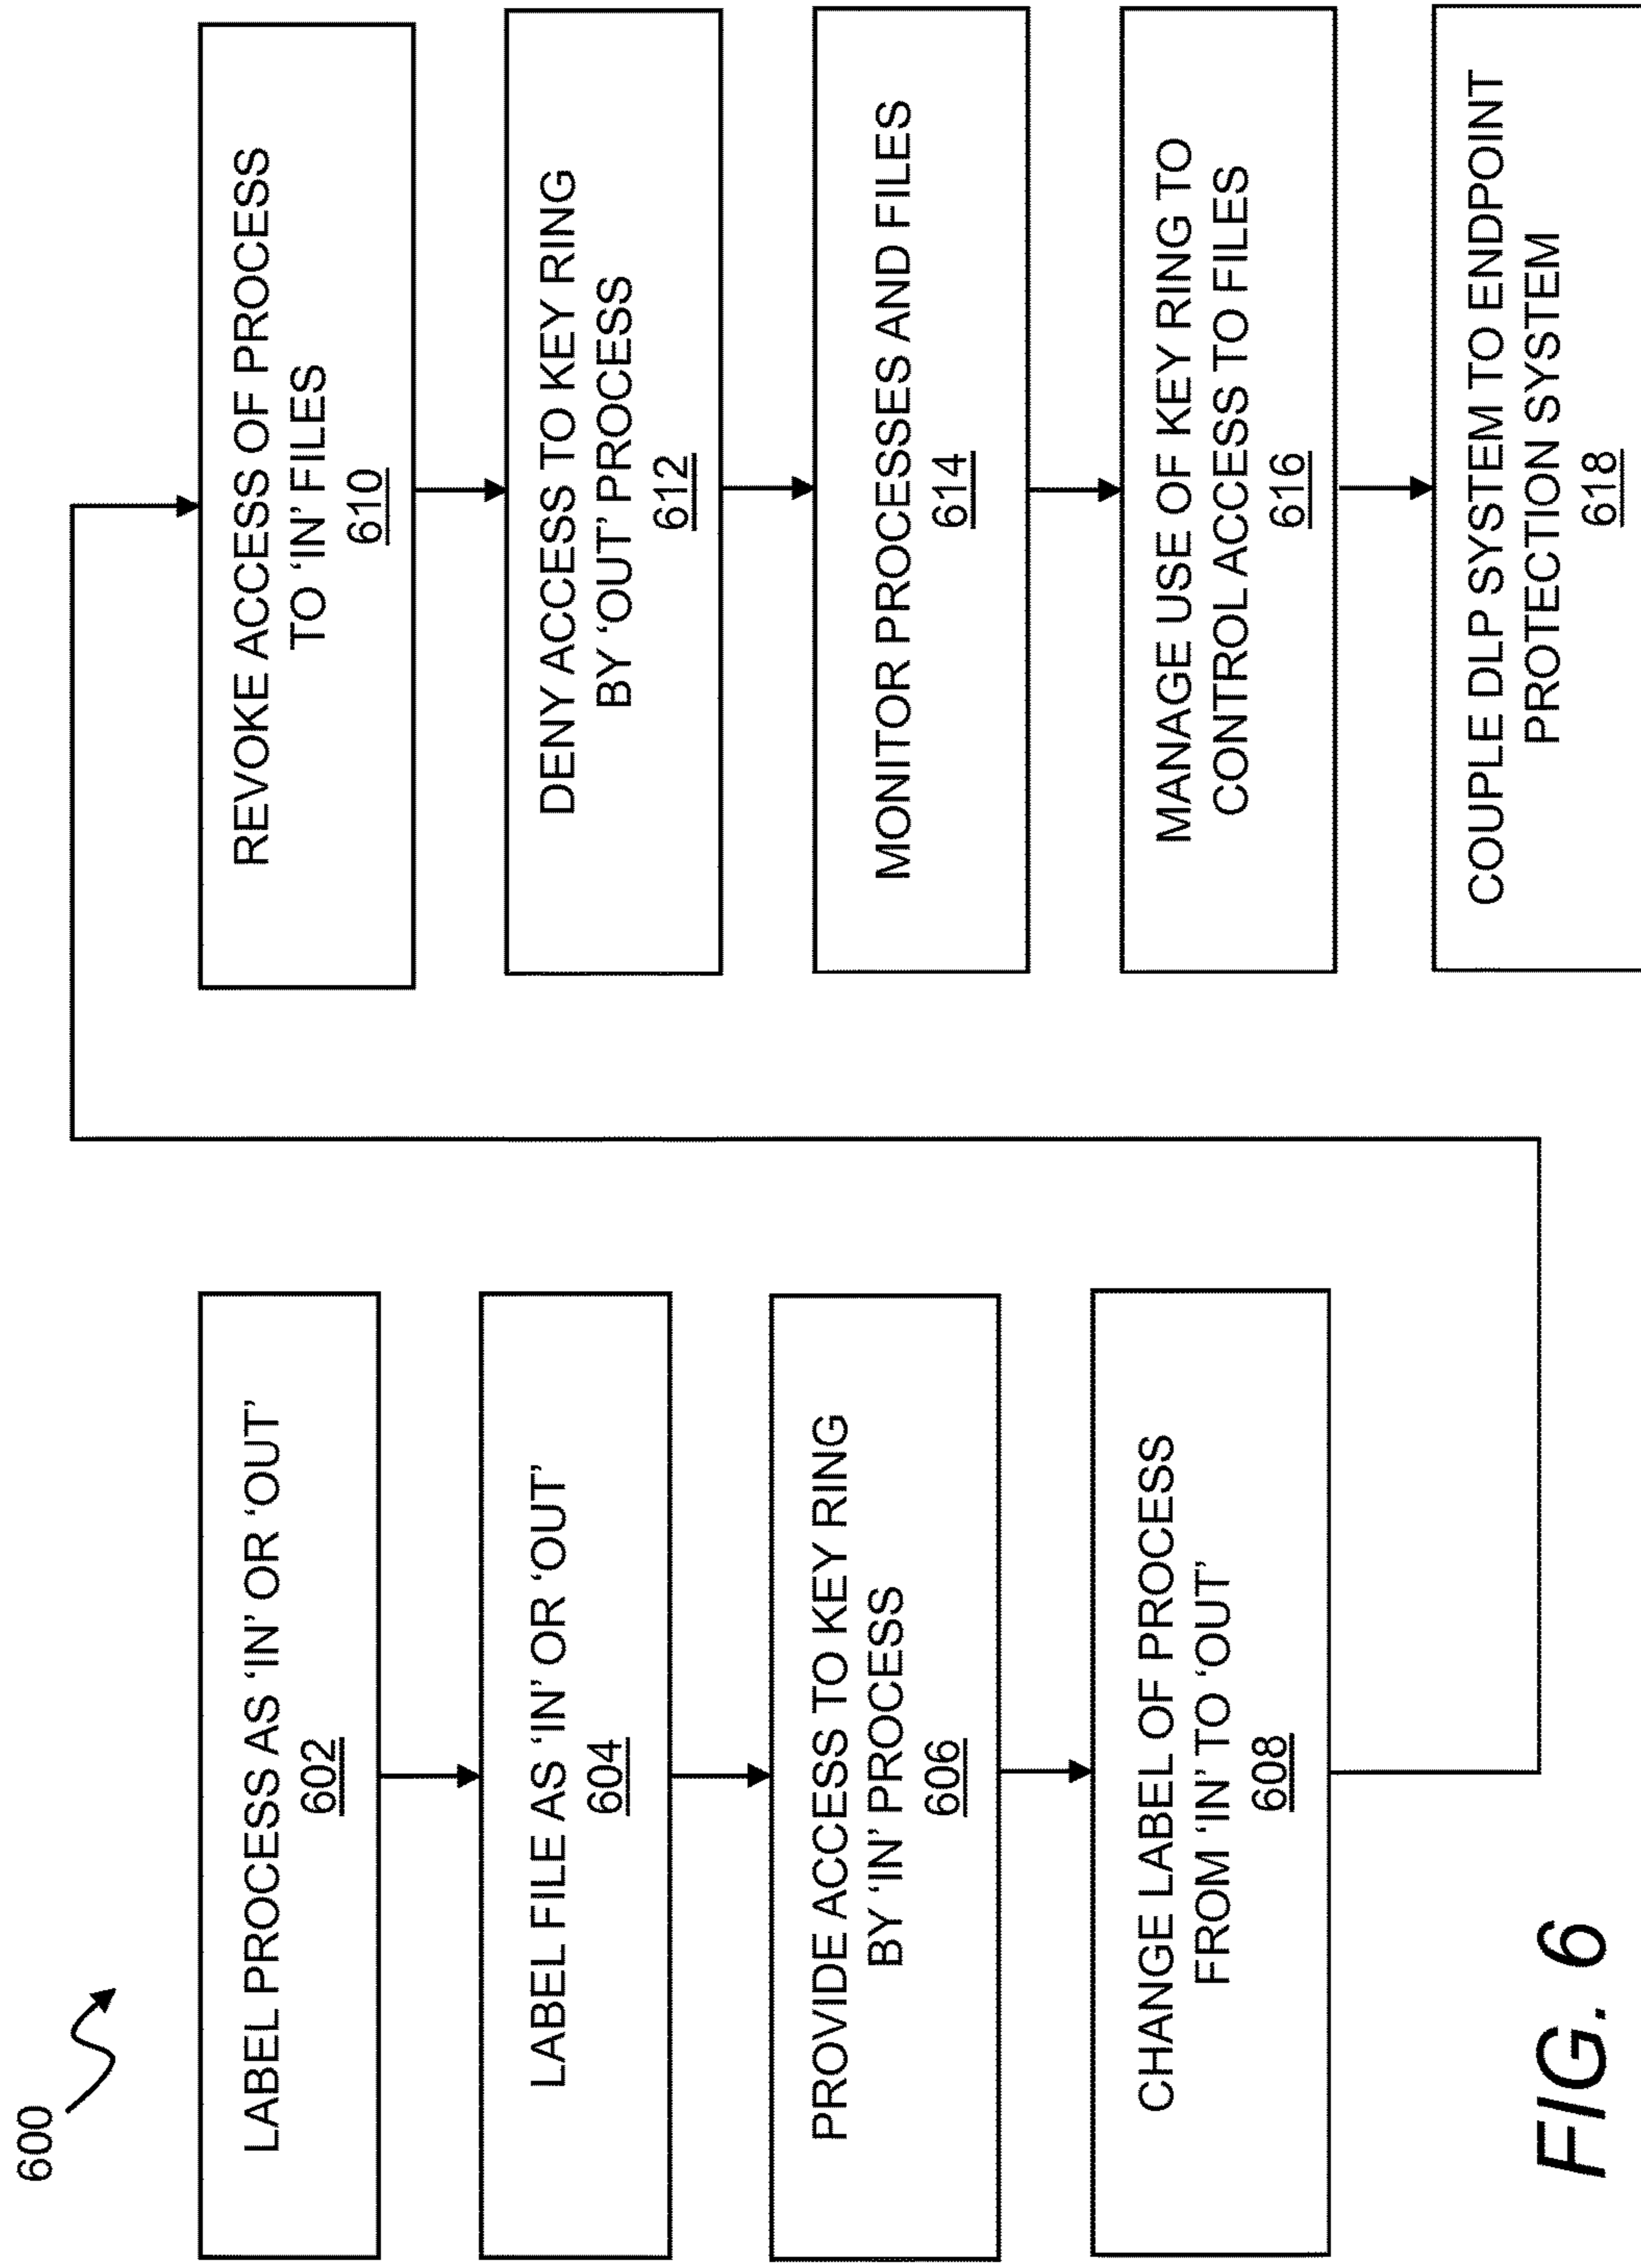 600
LABEL PROCESS AS ‘IN’ OR ‘OUT’
602
LABEL FILE AS ‘IN’ OR ‘OUT’
604
PROVIDE ACCESS TO KEY RING
BY ‘IN’ PROCESS
606
CHANGE LABEL OF PROCESS
FROM ‘IN’ TO ‘OUT’
608
REVOKE ACCESS OF PROCESS
TO ‘IN’ FILES
610
DENY ACCESS TO KEY RING
BY ‘OUT’ PROCESS
612
MONITOR PROCESSES AND FILES
614
MANAGE USE OF KEY RING TO
CONTROL ACCESS TO FILES
616
COUPLE DLP SYSTEM TO ENDPOINT
PROTECTION SYSTEM
618
FIG. 6